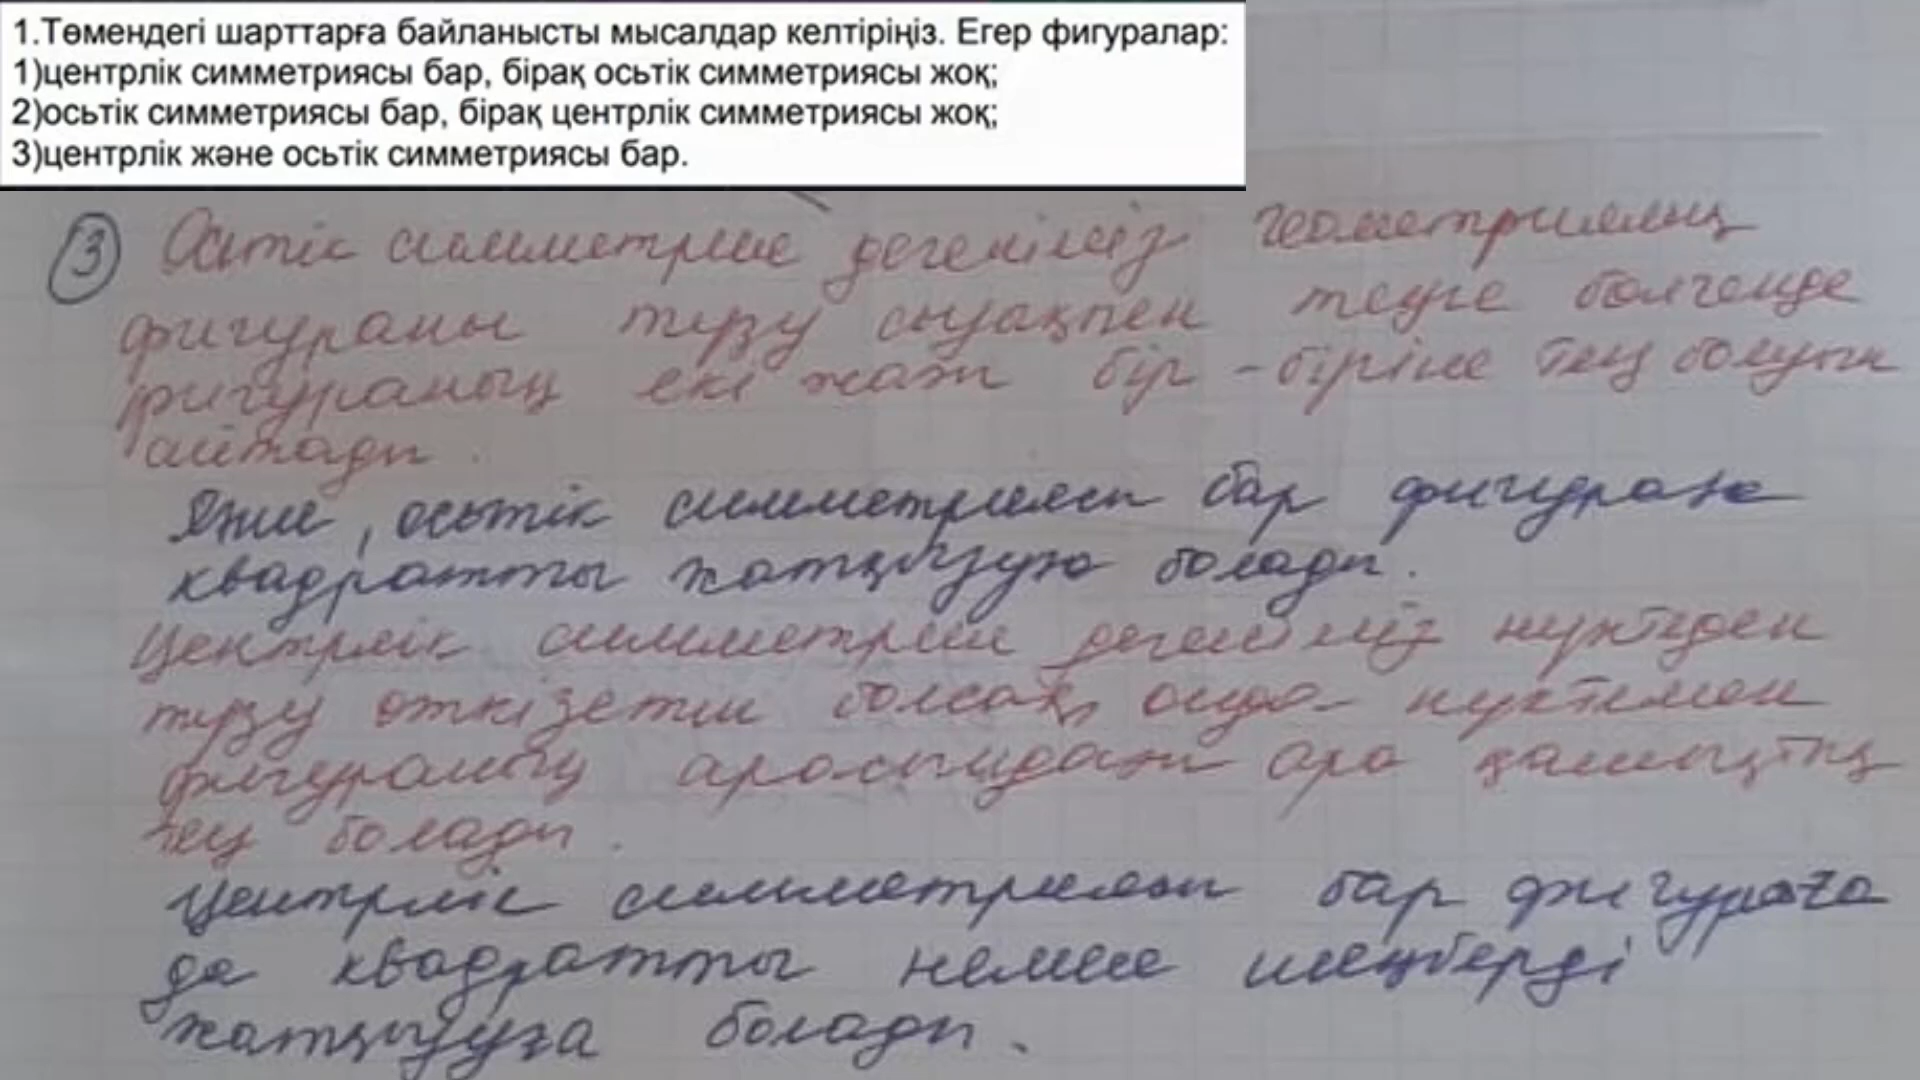 1.Төмендегі шарттарға байланысты мысалдар келтіріңіз. Егер фигуралар:
1)центрлік симметриясы бар, бірақ осьтік симметриясы жоқ;
2)осьтік симметриясы бар, бірақ центрлік симметриясы жоқ;
3)центрлік және осьтік симметриясы бар.
3 Осьтік симметрия дегеніміз геометриялық
фигураны түзу сызықпен теңге бөлгенде
фигураның екі жағы бір-біріне тең болуын
айтады.
Яғни, осьтік симметриясы бар фигураға
квадратты жатқызуға болады.
Центрлік симметрия дегеніміз нүктеден
түзу өткізетін болсақ, онда нүктемен
фигураның арасындағы ара қашықтық
тең болады.
Центрлік симметриясы бар фигураға
да квадратты немесе шеңберді
жатқызуға болады.